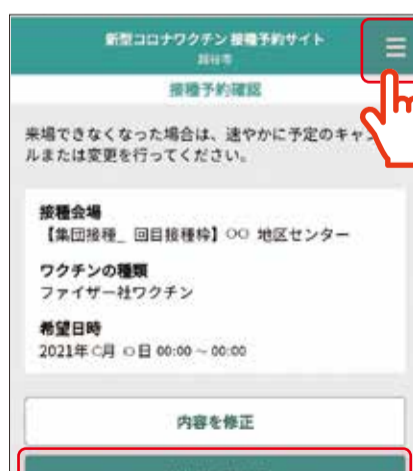 新型コロナワクチン 接種予約サイト
越谷市
接種予約確認
来場できなくなった場合は、速やかに予定のキャン
ルまたは変更を行ってください。
接種会場
【集団接種_ 回目接種枠】○○ 地区センター
ワクチンの種類
ファイザー社ワクチン
希望日時
2021年 ○月 ○日 00:00 ~ 00:00
内容を修正